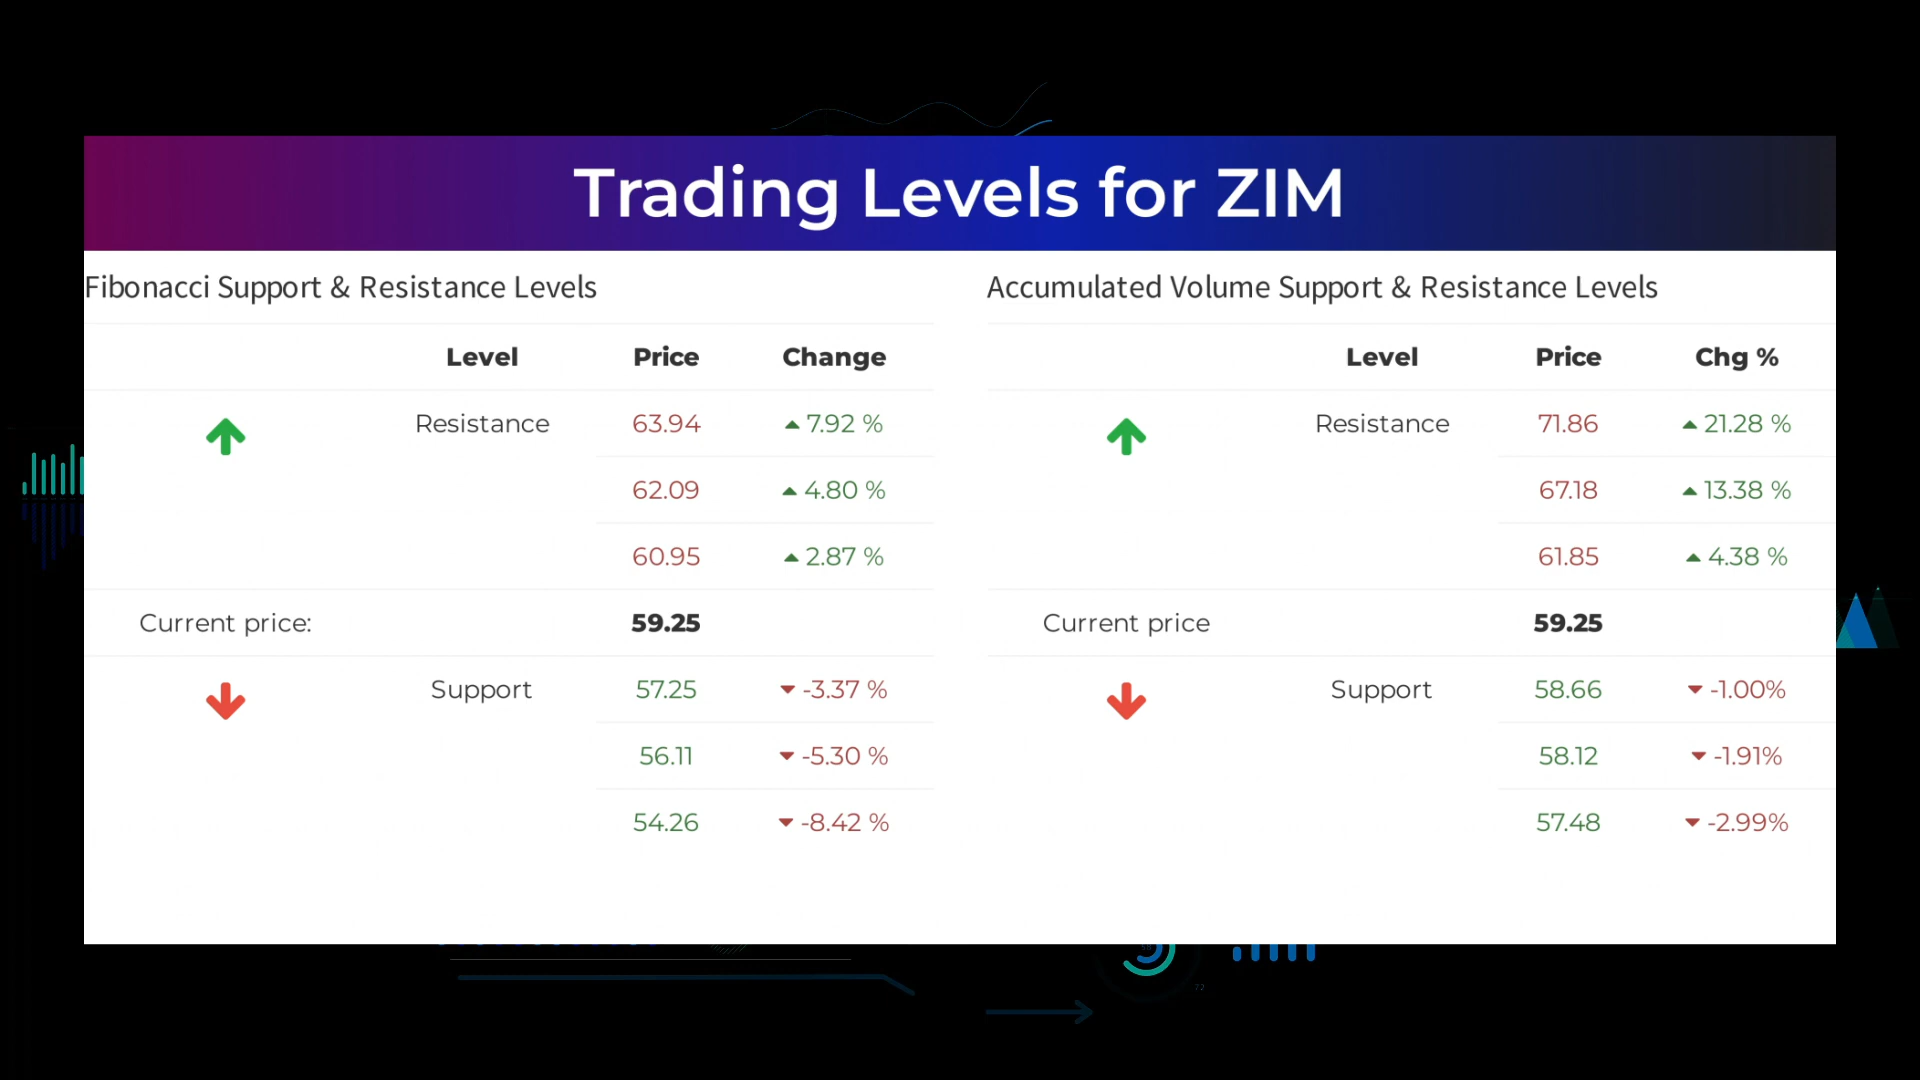 Trading Levels for ZIM
Fibonacci Support & Resistance Levels
Level Price Change
Resistance 63.94 7.92 %
62.09 4.80 %
60.95 2.87 %
Current price: 59.25
Support 57.25 -3.37 %
56.11 -5.30 %
54.26 -8.42 %
Accumulated Volume Support & Resistance Levels
Level Price Chg %
Resistance 71.86 21.28 %
67.18 13.38 %
61.85 4.38 %
Current price 59.25
Support 58.66 -1.00%
58.12 -1.91%
57.48 -2.99%
72